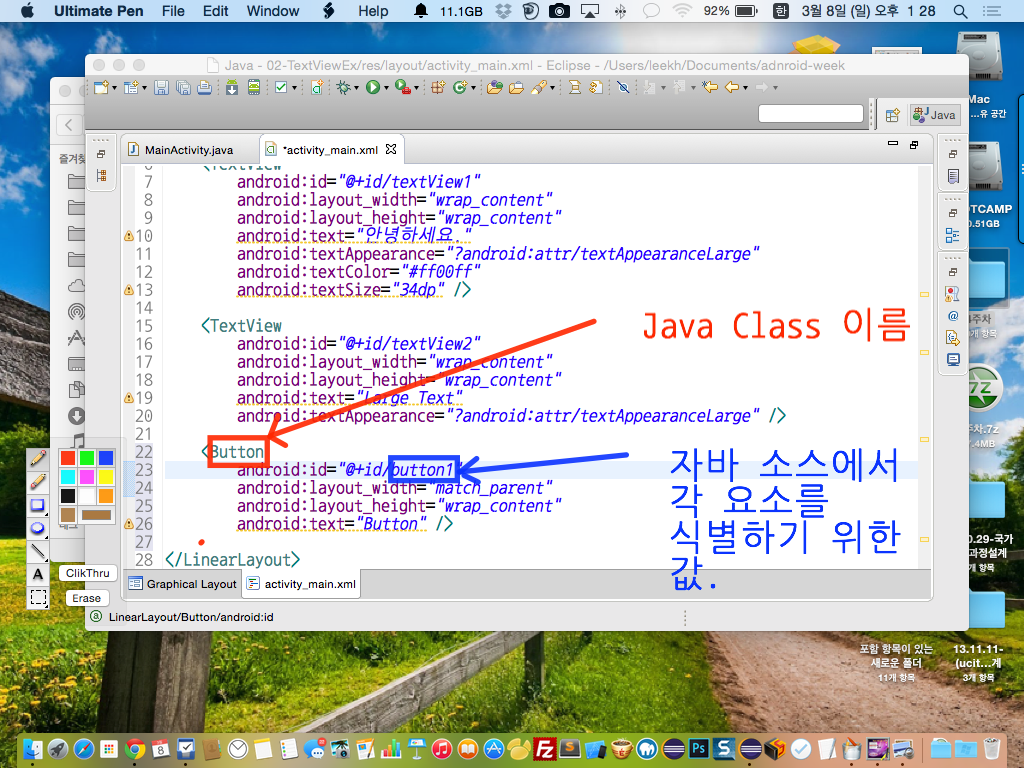 Ultimate Pen File Edit Window Help 11.1GB 92% 한 3월 8일 (일) 오후 1 28
Java - 02-TextViewEx/res/layout/activity_main.xml - Eclipse - /Users/leekh/Documents/adnroid-week
Java
MainActivity.java *activity_main.xml
즐겨찾
6 <TextView
7 android:id="@+id/textView1"
8 android:layout_width="wrap_content"
9 android:layout_height="wrap_content"
10 android:text="안녕하세요."
11 android:textAppearance="?android:attr/textAppearanceLarge"
12 android:textColor="#ff00ff"
13 android:textSize="34dp" />
14
15 <TextView
16 android:id="@+id/textView2"
17 android:layout_width="wrap_content"
18 android:layout_height="wrap_content"
19 android:text="Large Text"
20 android:textAppearance="?android:attr/textAppearanceLarge" />
21
22 <Button
23 android:id="@+id/button1"
24 android:layout_width="match_parent"
25 android:layout_height="wrap_content"
26 android:text="Button" />
27
28 </LinearLayout>
Java Class 이름
자바 소스에서
각 요소를
식별하기 위한
값.
Graphical Layout activity_main.xml
LinearLayout/Button/android:id
A
ClikThru
Erase
Mac
...유 공간
OTCAMP
0.51GB
4주차
7Z
차.7z
.4MB
0.29-국가
과정설계
개 항목
포함 항목이 있는
새로운 폴더
11개 항목
13.11.11-
(ucit...계
3개 항목
8
Fz
S
Ps
S